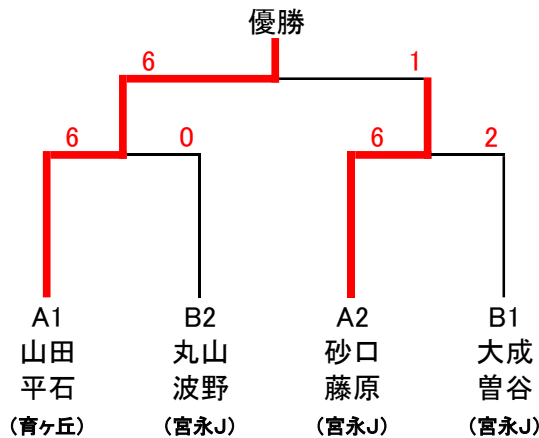 優勝
6 1
6 0 6 2
A1 B2 A2 B1
山田 丸山 砂口 大成
平石 波野 藤原 曽谷
（育ヶ丘） （宮永J） （宮永J） （宮永J）